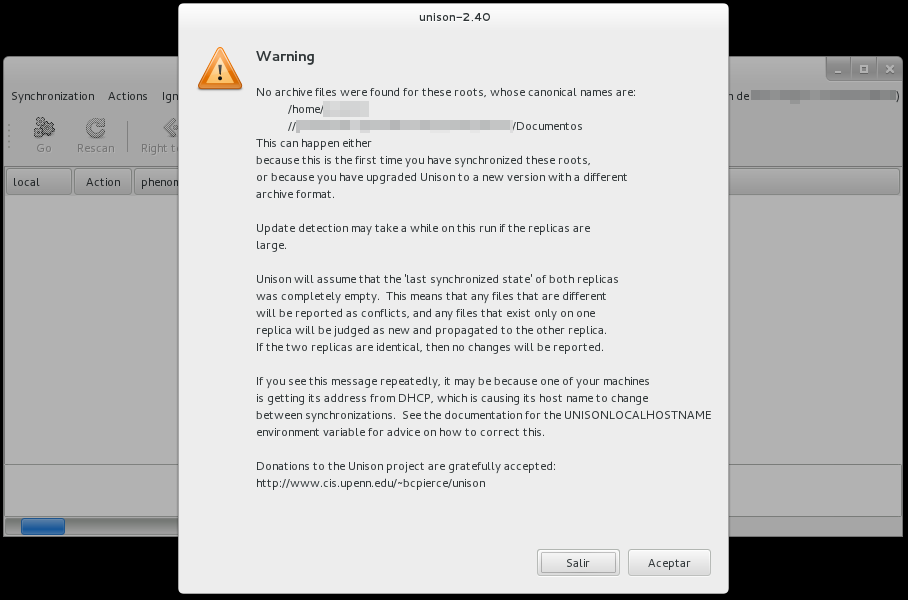 unison-2.40
Warning
No archive files were found for these roots, whose canonical names are:
/home/
//
/Documentos
This can happen either
because this is the first time you have synchronized these roots,
or because you have upgraded Unison to a new version with a different
archive format.
Update detection may take a while on this run if the replicas are
large.
Unison will assume that the 'last synchronized state' of both replicas
was completely empty.  This means that any files that are different
will be reported as conflicts, and any files that exist only on one
replica will be judged as new and propagated to the other replica.
If the two replicas are identical, then no changes will be reported.
If you see this message repeatedly, it may be because one of your machines
is getting its address from DHCP, which is causing its host name to change
between synchronizations.  See the documentation for the UNISONLOCALHOSTNAME
environment variable for advice on how to correct this.
Donations to the Unison project are gratefully accepted:
http://www.cis.upenn.edu/~bcpierce/unison
Salir Aceptar
Synchronization Actions Ign
n de )
Go Rescan Right to
local Action phenom